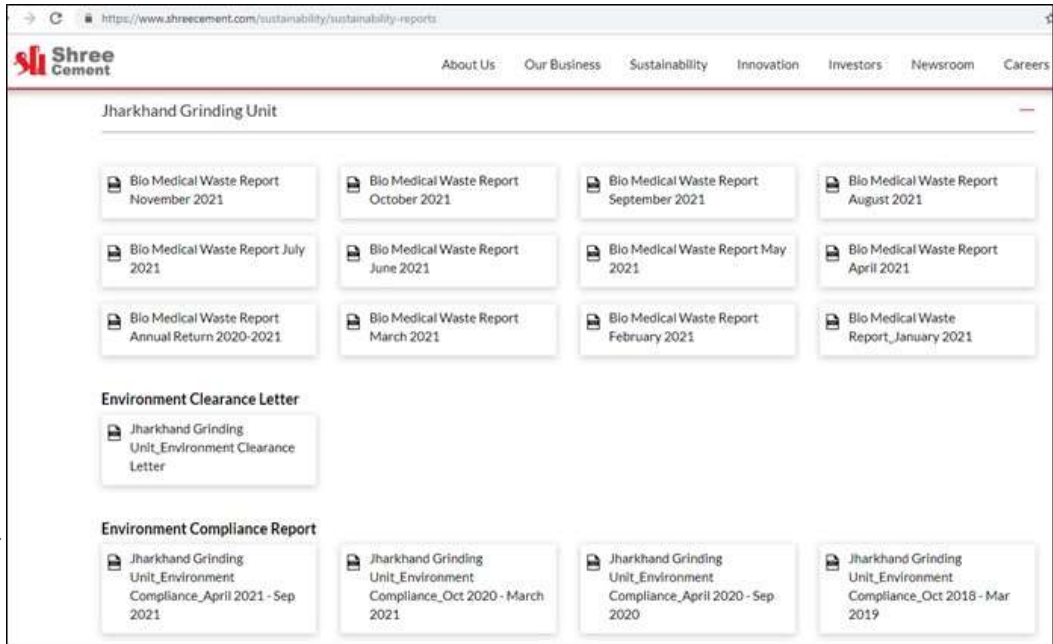 https://www.shreecement.com/sustainability/sustainability-reports
Shree
Cement
About Us Our Business Sustainability Innovation Investors Newsroom Careers
Jharkhand Grinding Unit
Bio Medical Waste Report
November 2021
Bio Medical Waste Report
October 2021
Bio Medical Waste Report
September 2021
Bio Medical Waste Report
August 2021
Bio Medical Waste Report July
2021
Bio Medical Waste Report
June 2021
Bio Medical Waste Report May
2021
Bio Medical Waste Report
April 2021
Bio Medical Waste Report
Annual Return 2020-2021
Bio Medical Waste Report
March 2021
Bio Medical Waste Report
February 2021
Bio Medical Waste
Report_January 2021
Environment Clearance Letter
Jharkhand Grinding
Unit_Environment Clearance
Letter
Environment Compliance Report
Jharkhand Grinding
Unit_Environment
Compliance_April 2021 - Sep
2021
Jharkhand Grinding
Unit_Environment
Compliance_Oct 2020 - March
2021
Jharkhand Grinding
Unit_Environment
Compliance_April 2020 - Sep
2020
Jharkhand Grinding
Unit_Environment
Compliance_Oct 2018 - Mar
2019